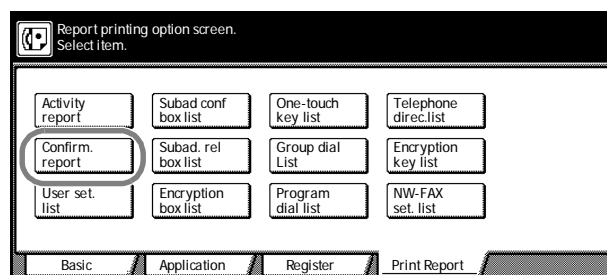 Report printing option screen.
Select item.
Activity
report
Subad conf
box list
One-touch
key list
Telephone
direc.list
Confirm.
report
Subad. rel
box list
Group dial
List
Encryption
key list
User set.
list
Encryption
box list
Program
dial list
NW-FAX
set. list
Basic
Application
Register
Print Report